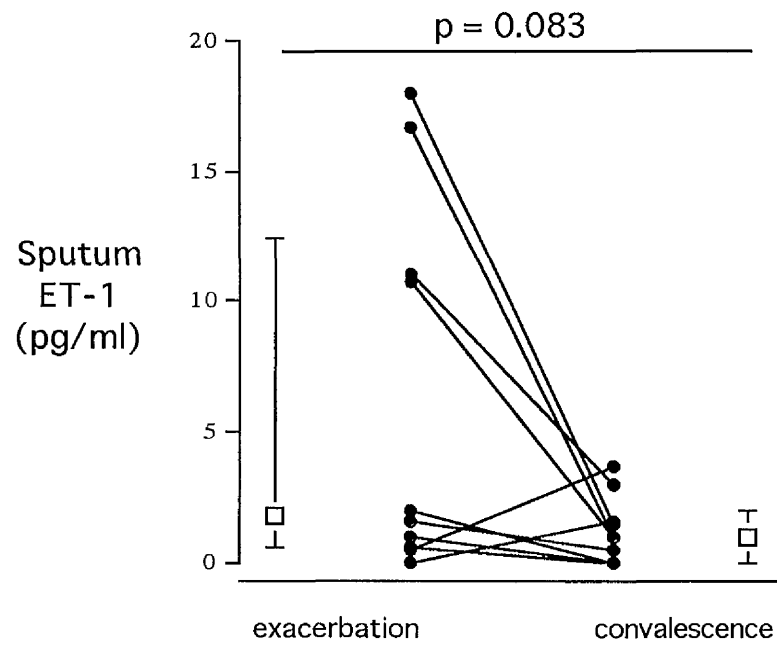 p = 0.083
20
15
10
5
0
Sputum
ET-1
(pg/ml)
exacerbation
convalescence